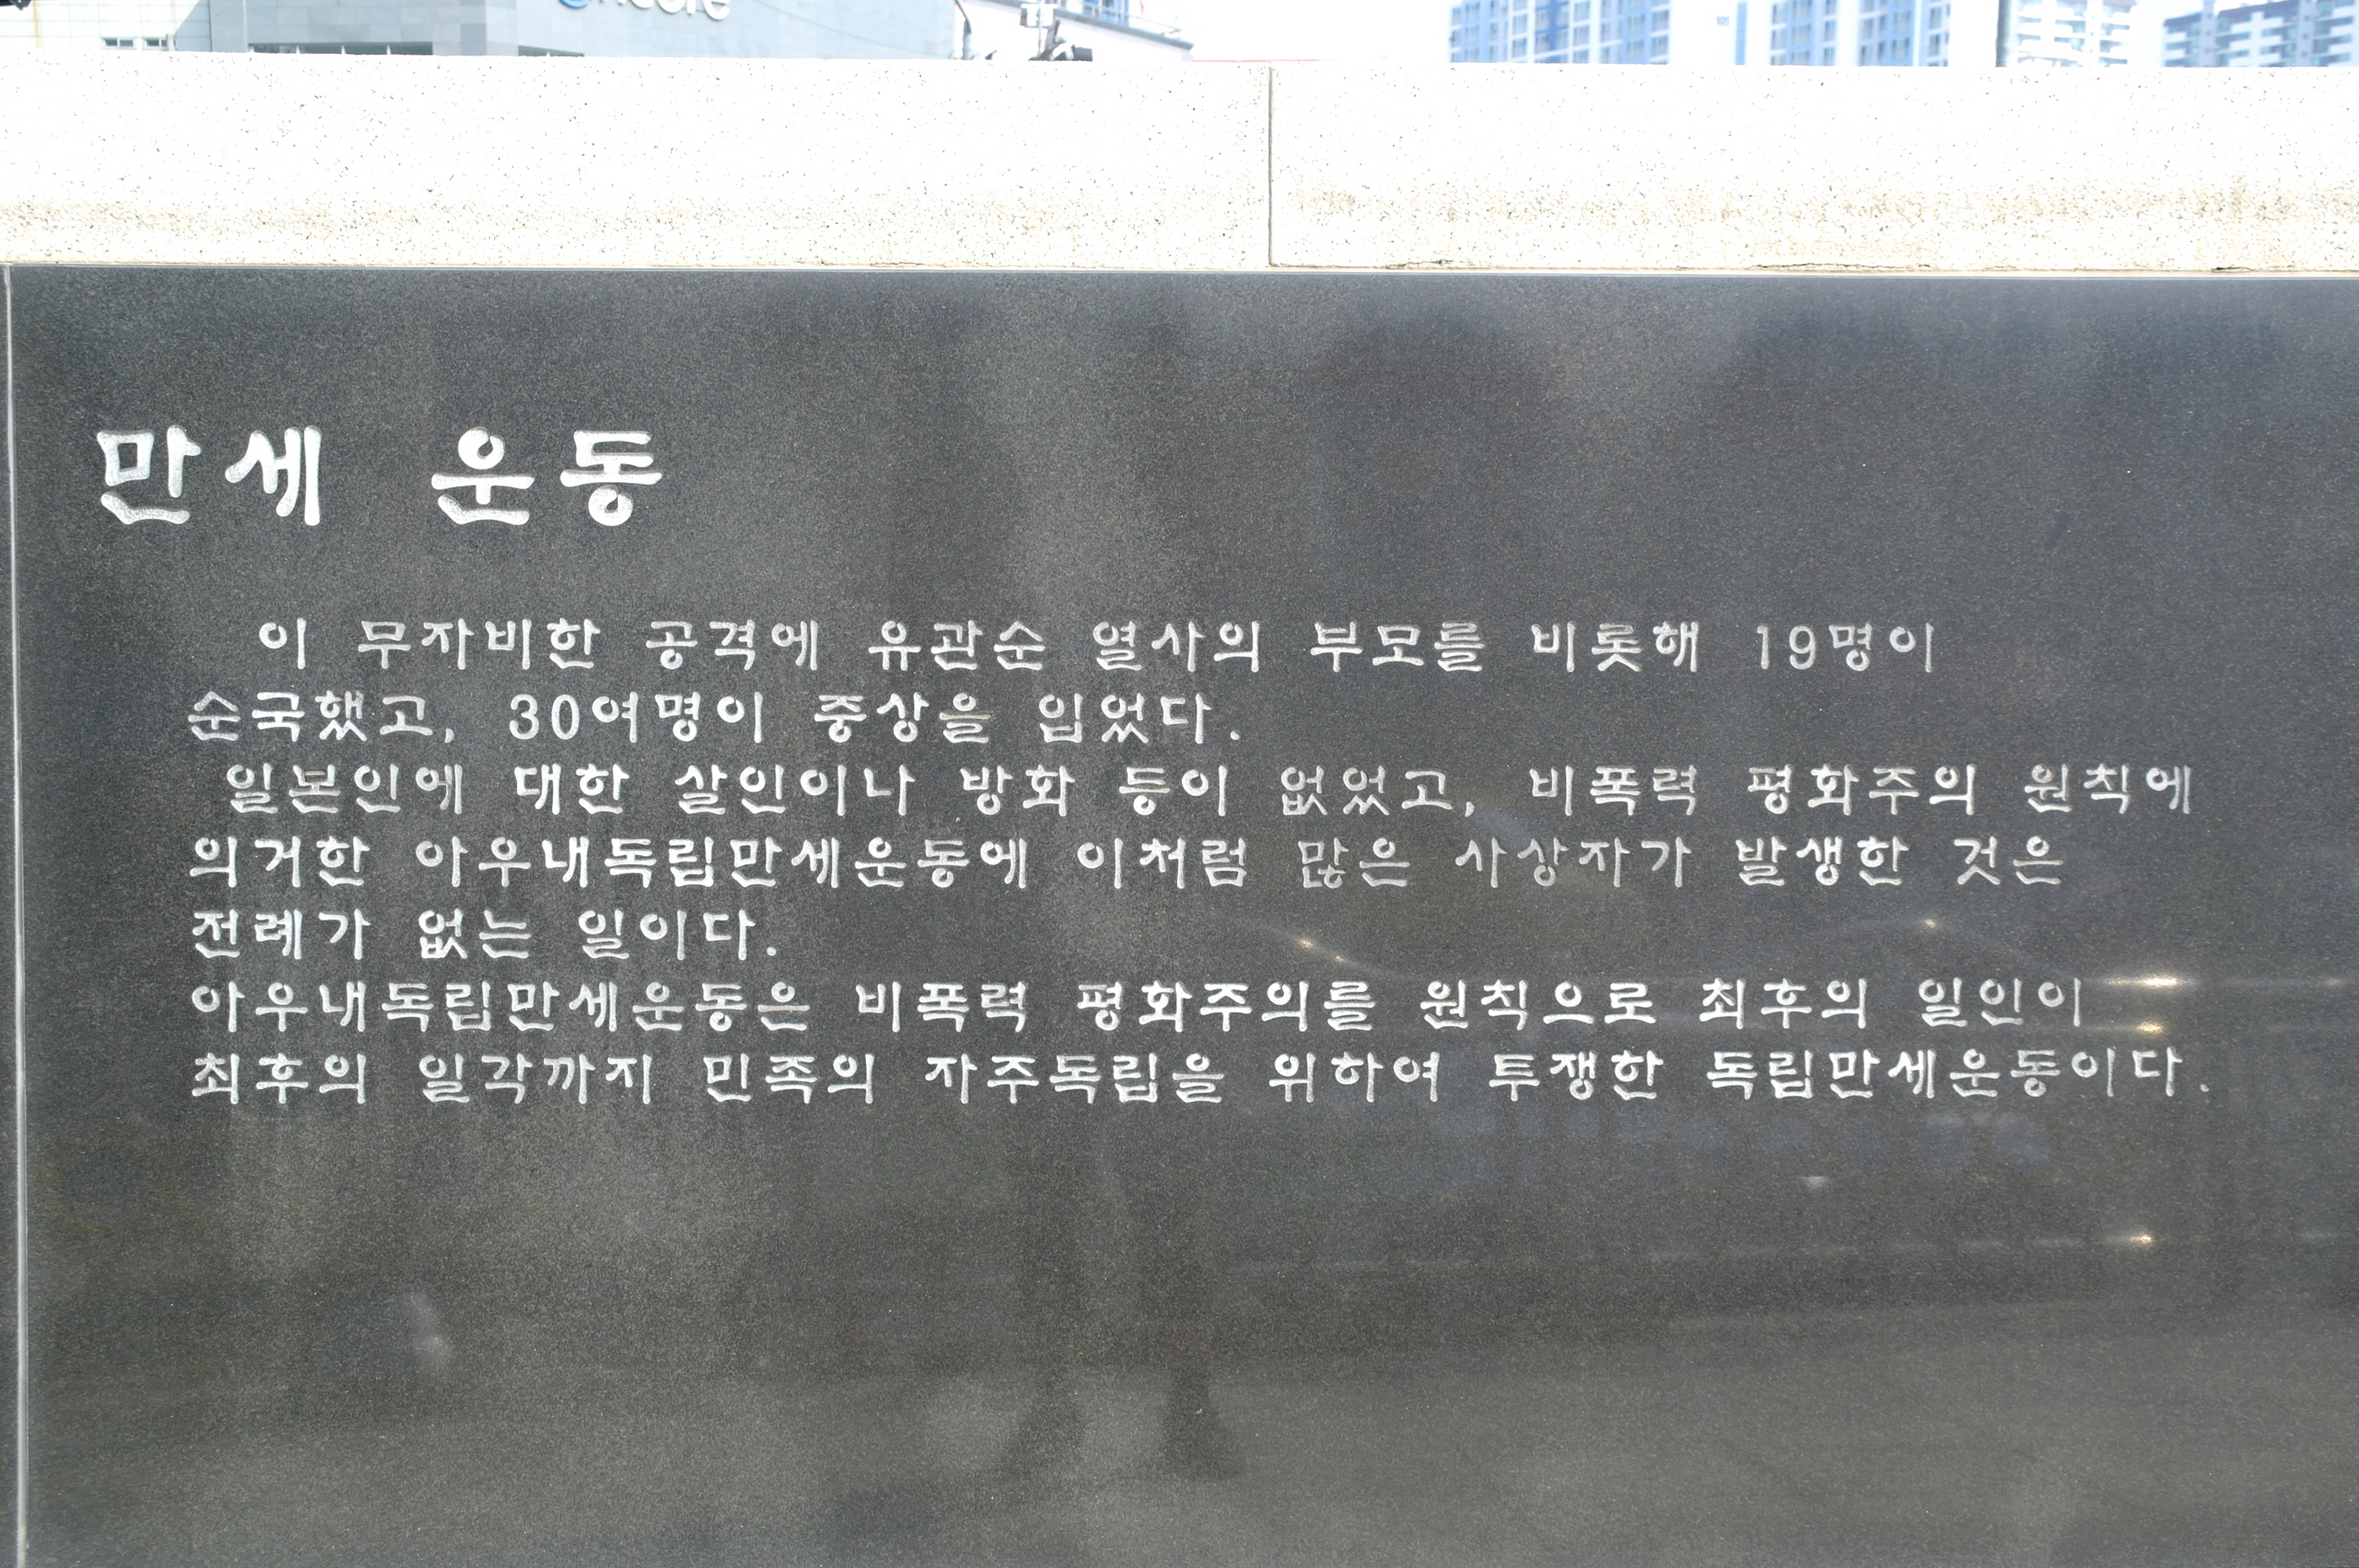 만세 운동
이 무자비한 공격에 유관순 열사의 부모를 비롯해 19명이
순국했고, 30여명이 중상을 입었다.
일본인에 대한 살인이나 방화 등이 없었고, 비폭력 평화주의 원칙에
의거한 아우내독립만세운동에 이처럼 많은 사상자가 발생한 것은
전례가 없는 일이다.
아우내독립만세운동은 비폭력 평화주의를 원칙으로 최후의 일인이
최후의 일각까지 민족의 자주독립을 위하여 투쟁한 독립만세운동이다.